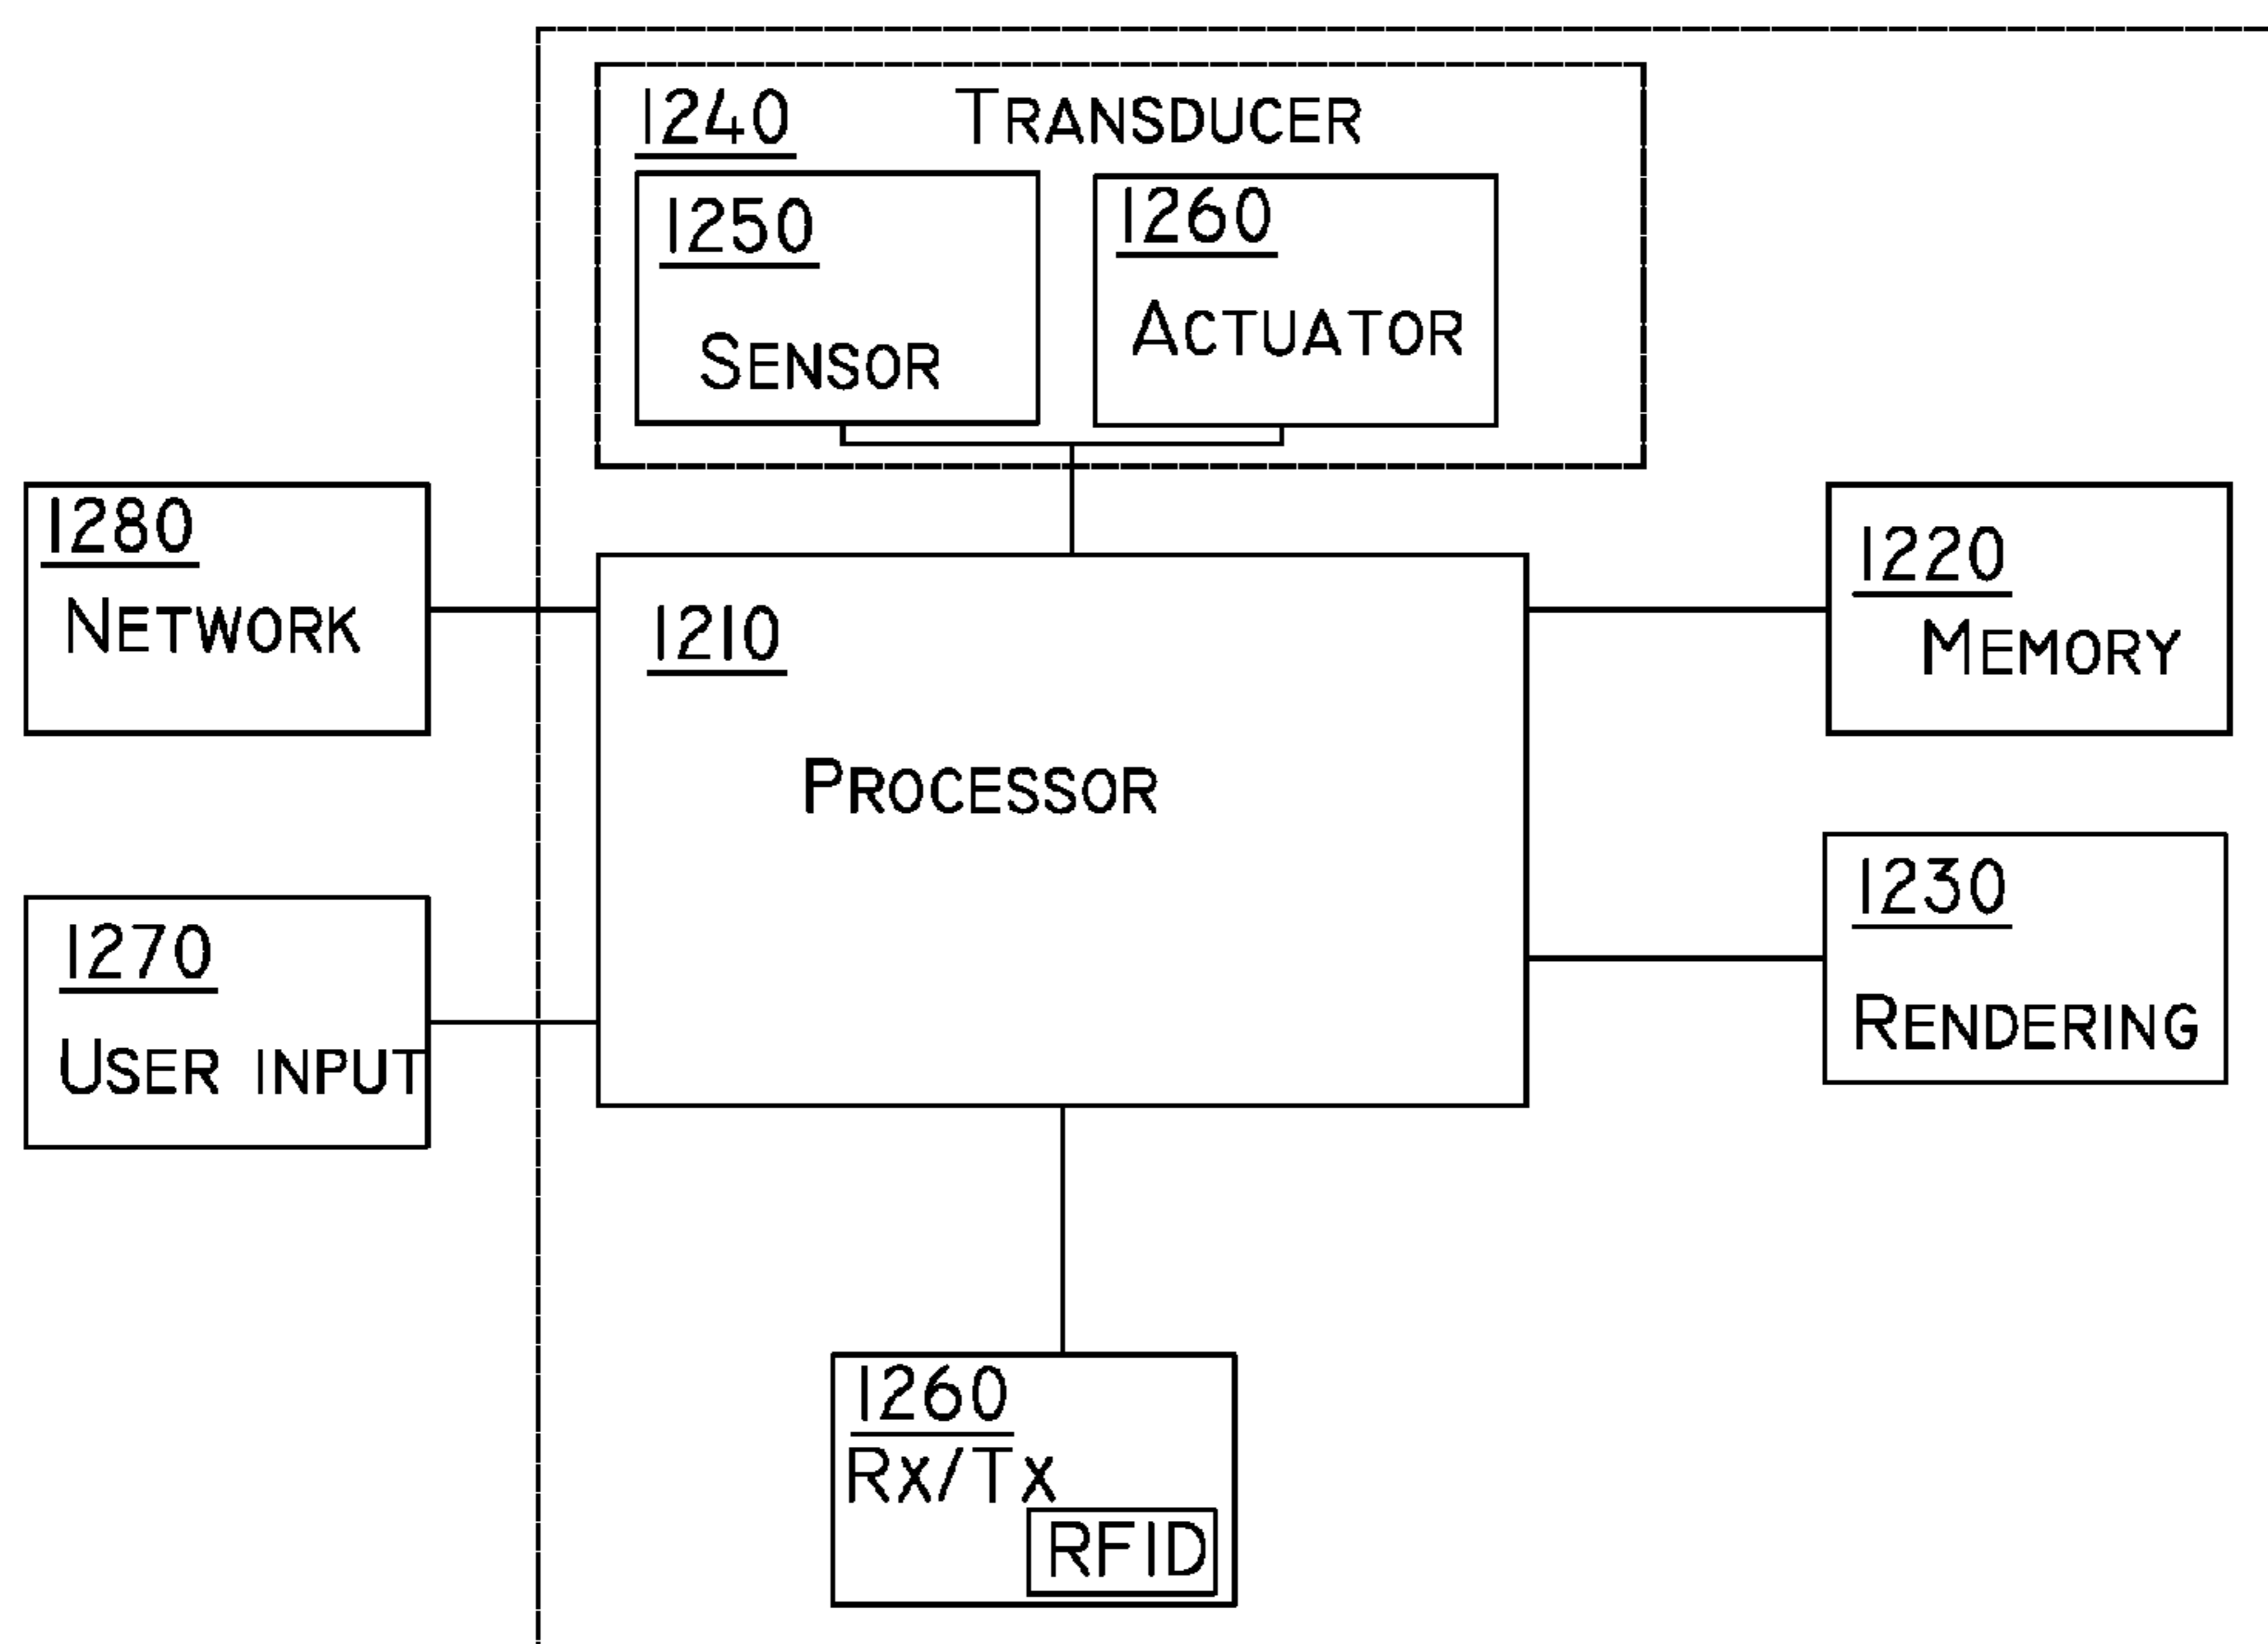 1240 TRANSDUCER
1250
SENSOR
1260
ACTUATOR
1280
NETWORK
1210
PROCESSOR
1220
MEMORY
1270
USER INPUT
1230
RENDERING
1260
RX/TX
RFID